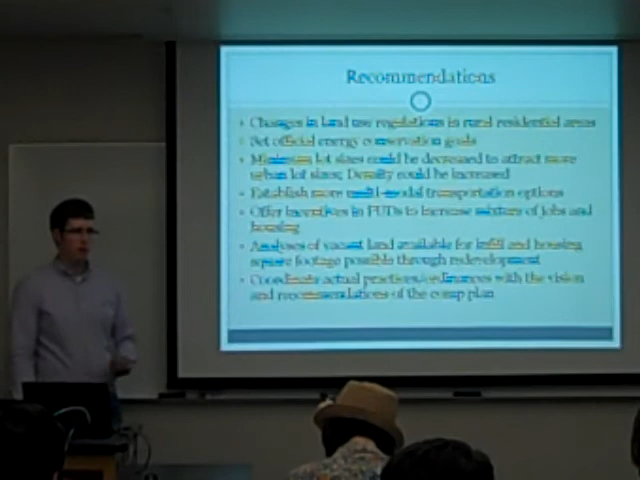 Recommendations
Changes in land use regulations in rural residential areas
Set official energy conservation goals
Minimum lot sizes could be decreased to attract more
urban lot sizes; Density could be increased
Establish more multi-modal transportation options
Offer incentives in PUDs to increase mixture of jobs and
housing
Analyses of vacant land available for infill and housing
square footage possible through redevelopment
Coordinate actual practices/ordinances with the vision
and recommendations of the comp plan